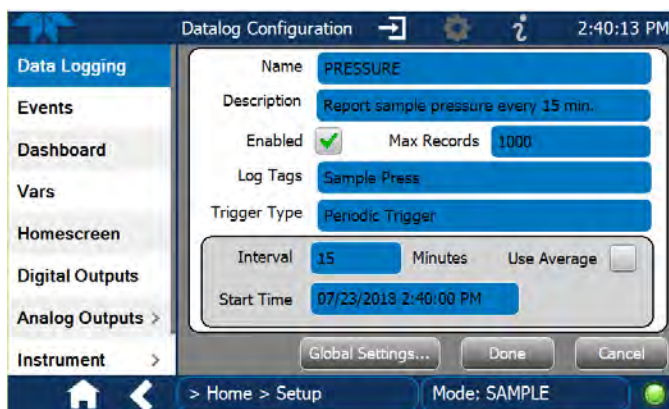 Datalog Configuration 2:40:13 PM
Data Logging
Events
Dashboard
Vars
Homescreen
Digital Outputs
Analog Outputs >
Instrument >
Name PRESSURE
Description Report sample pressure every 15 min.
Enabled Max Records 1000
Log Tags Sample Press
Trigger Type Periodic Trigger
Interval 15 Minutes Use Average
Start Time 07/23/2018 2:40:00 PM
Global Settings... Done Cancel
> Home > Setup Mode: SAMPLE